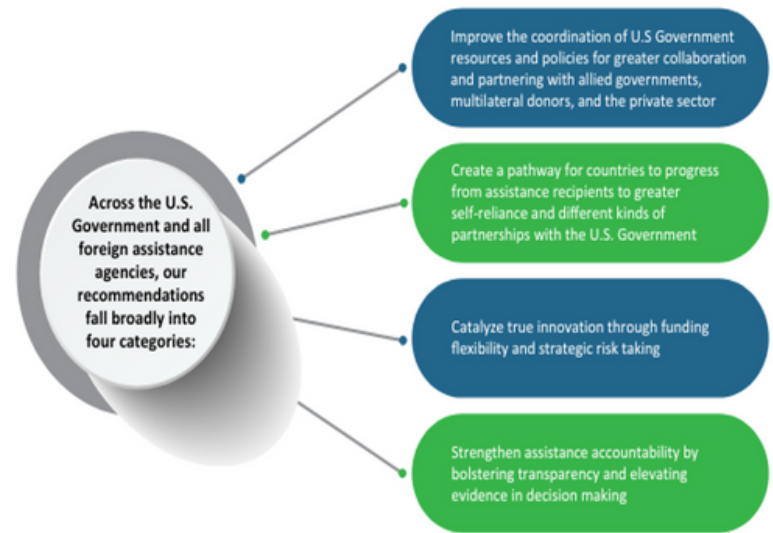 Across the U.S.
Government and all
foreign assistance
agencies, our
recommendations
fall broadly into
four categories:
Improve the coordination of U.S Government
resources and policies for greater collaboration
and partnering with allied governments,
multilateral donors, and the private sector
Create a pathway for countries to progress
from assistance recipients to greater
self-reliance and different kinds of
partnerships with the U.S. Government
Catalyze true innovation through funding
flexibility and strategic risk taking
Strengthen assistance accountability by
bolstering transparency and elevating
evidence in decision making